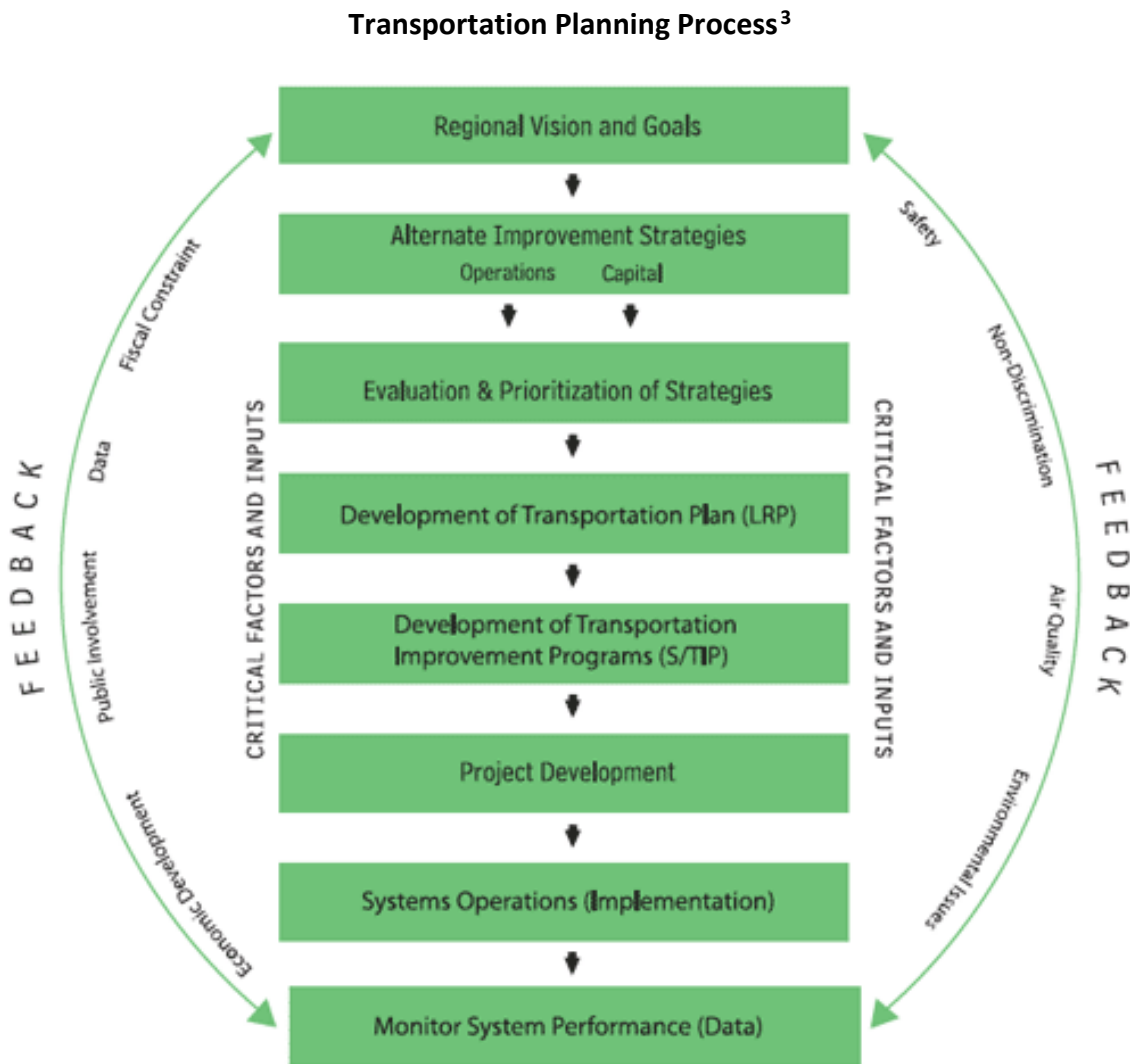 Transportation Planning Process³
Regional Vision and Goals
Alternate Improvement Strategies
Operations Capital
Evaluation & Prioritization of Strategies
Development of Transportation Plan (LRP)
Development of Transportation
Improvement Programs (S/TIP)
Project Development
Systems Operations (Implementation)
Monitor System Performance (Data)
FEEDBACK
Fiscal Constraint
Data
Public Involvement
Economic Development
CRITICAL FACTORS AND INPUTS
CRITICAL FACTORS AND INPUTS
Safety
Non-Discrimination
Air Quality
Environmental Issues
FEEDBACK